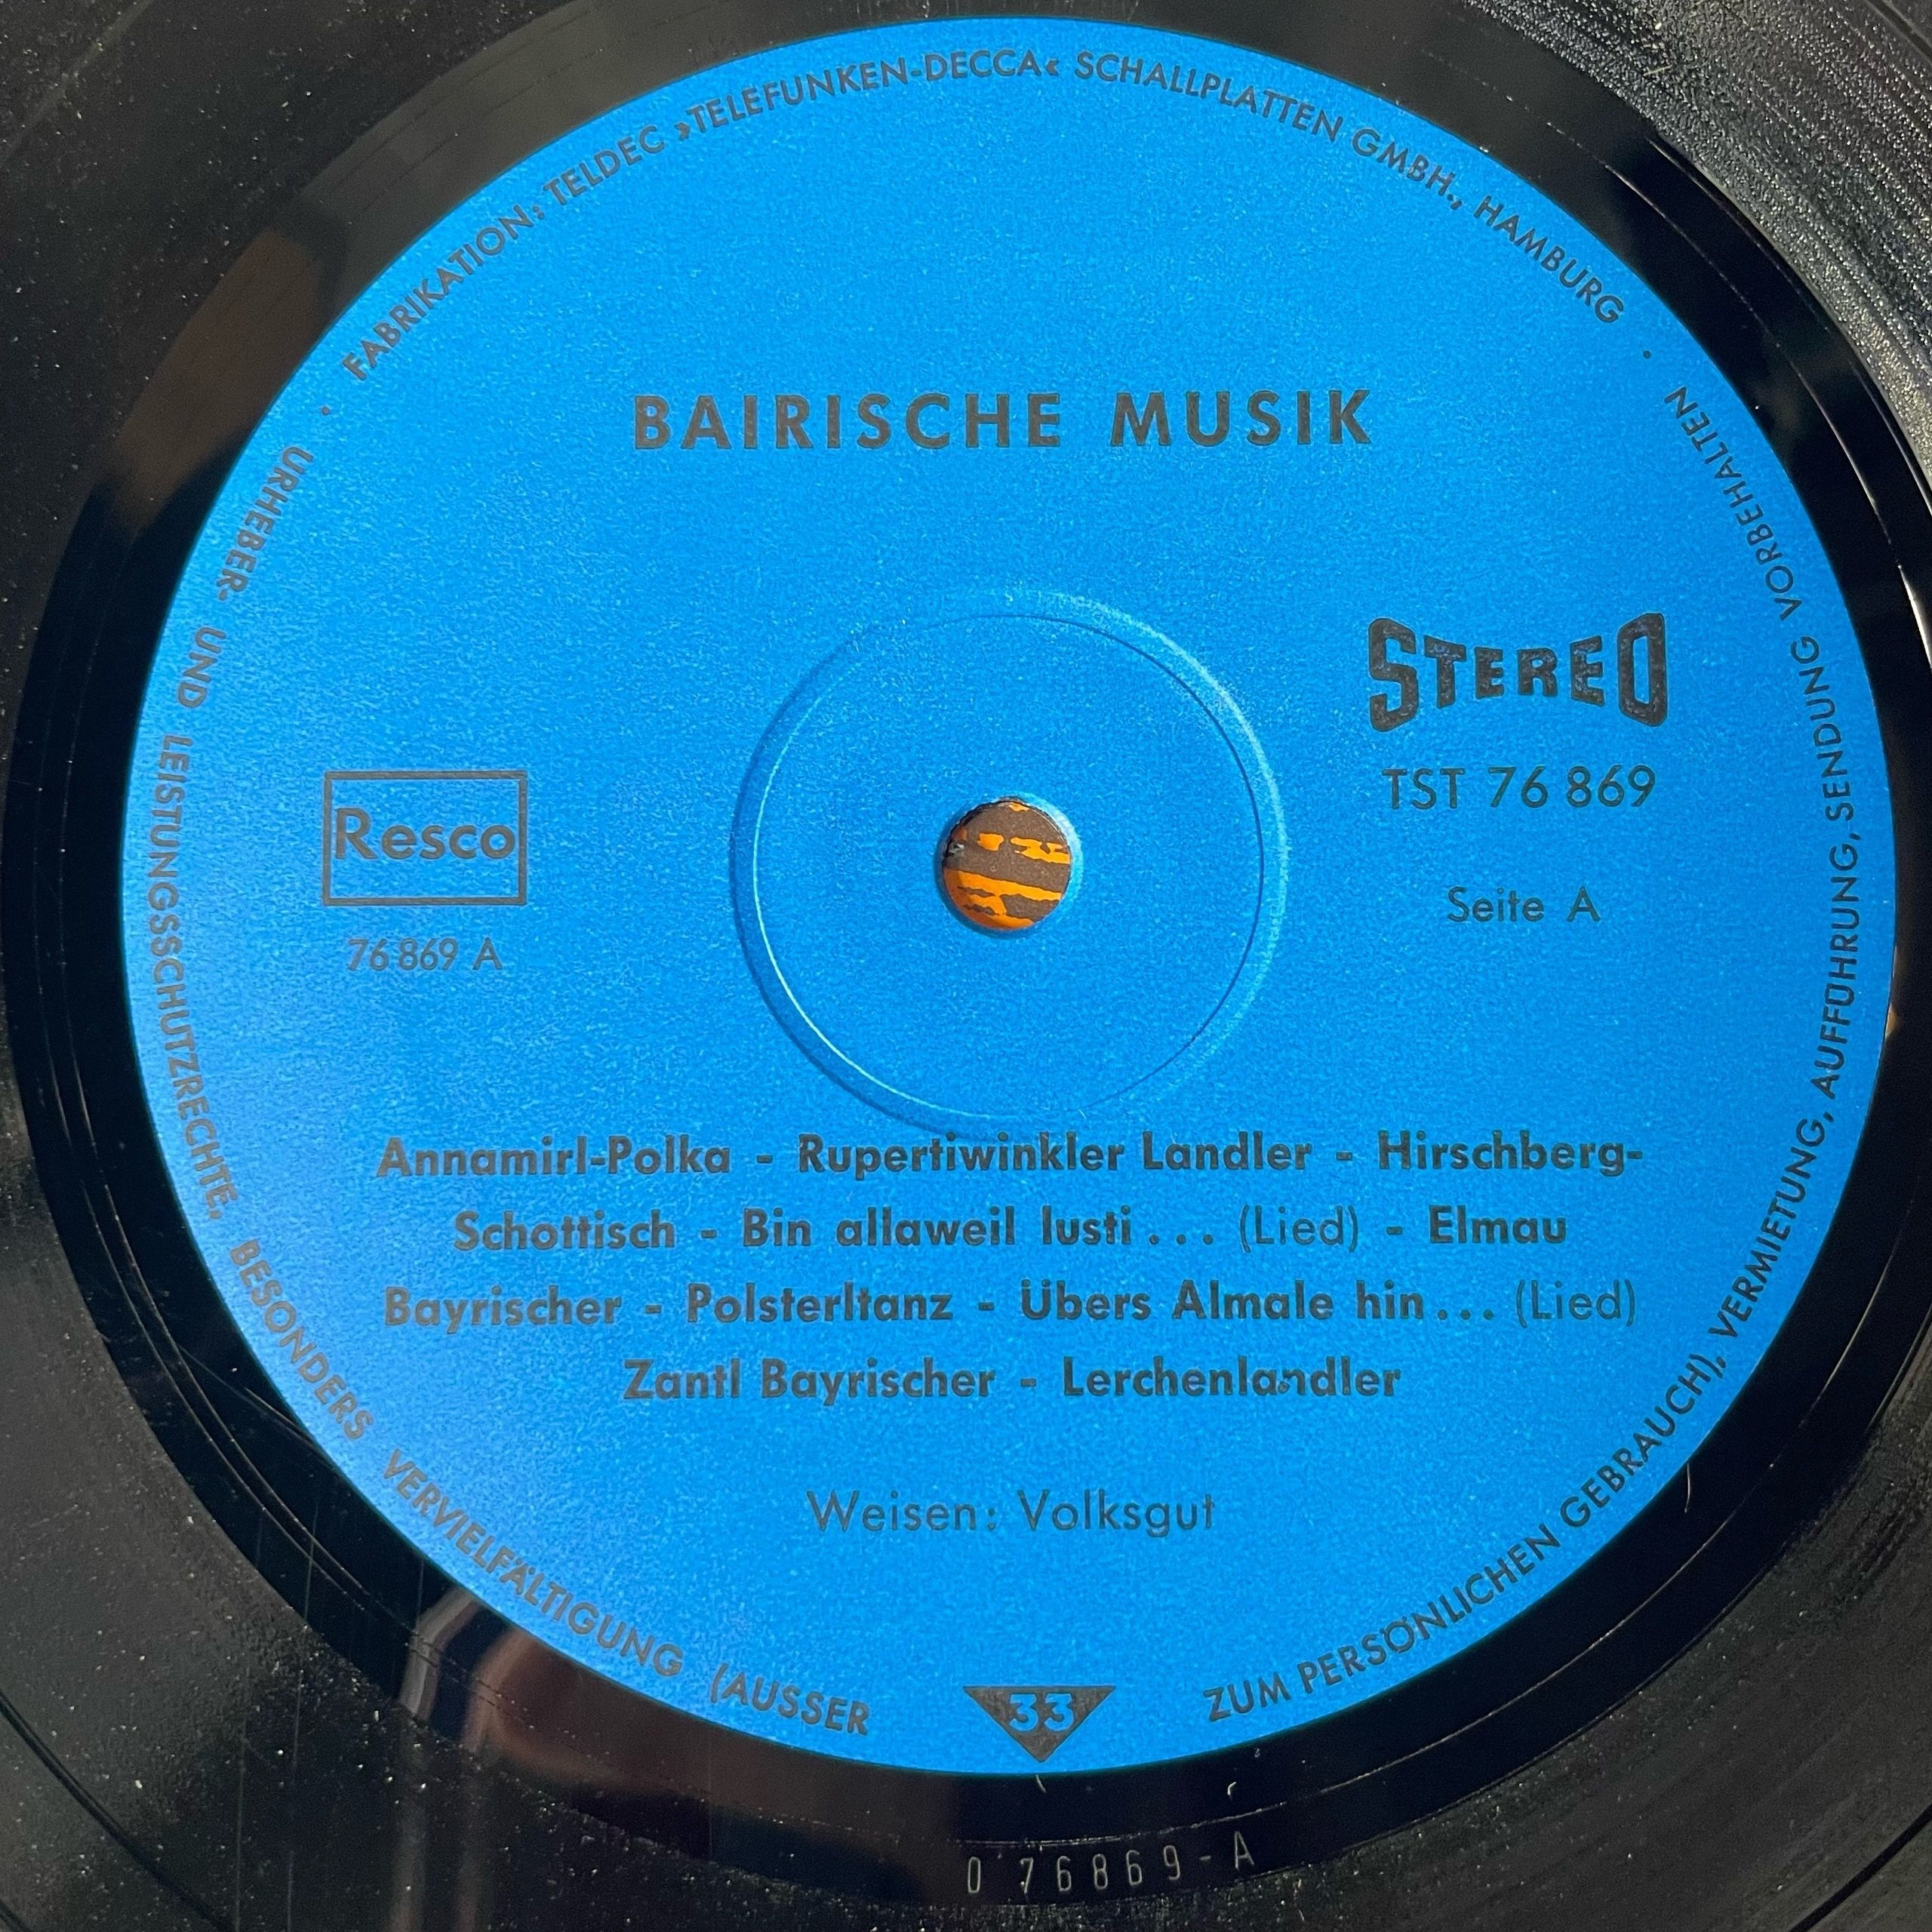 FABRIKATION: TELDEC »TELEFUNKEN-DECCA« SCHALLPLATTEN GMBH., HAMBURG ·
URHEBER- UND LEISTUNGSSCHUTZRECHTE, BESONDERS VERVIELFÄLTIGUNG (AUSSER ZUM PERSÖNLICHEN GEBRAUCH), VERMIETUNG, AUFFÜHRUNG, SENDUNG VORBEHALTEN ·
BAIRISCHE MUSIK
STEREO
TST 76 869
Seite A
Resco
76 869 A
Annamirl-Polka - Rupertiwinkler Landler - Hirschberg-
Schottisch - Bin allaweil lusti . . . (Lied) - Elmau
Bayrischer - Polsterltanz - Übers Almale hin . . . (Lied)
Zantl Bayrischer - Lerchenlandler
Weisen: Volksgut
33
0 76869-A